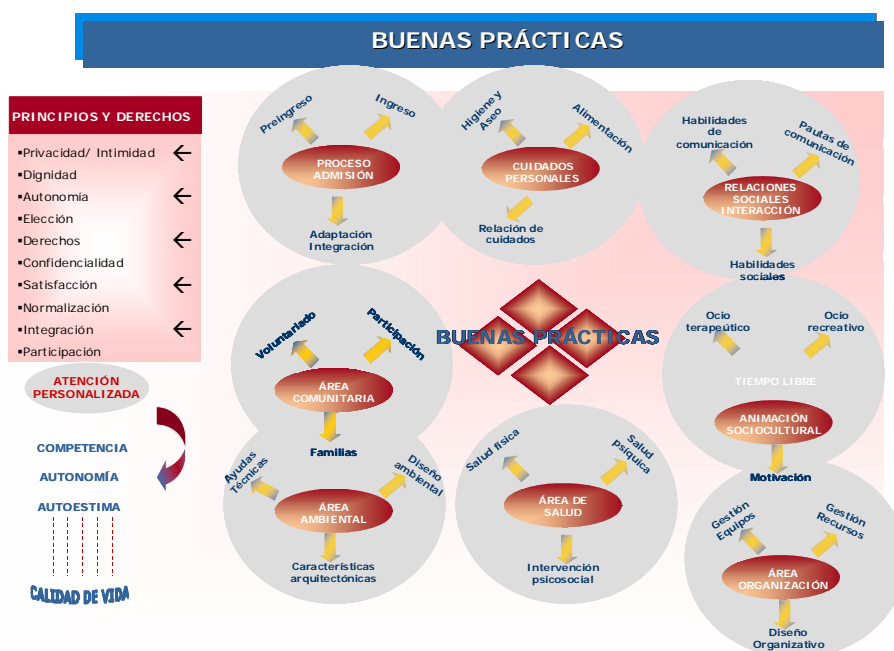 BUENAS PRÁCTICAS
PRINCIPIOS Y DERECHOS
▪Privacidad/ Intimidad ←
▪Dignidad
▪Autonomía ←
▪Elección
▪Derechos ←
▪Confidencialidad
▪Satisfacción ←
▪Normalización
▪Integración ←
▪Participación
ATENCIÓN
PERSONALIZADA
COMPETENCIA
AUTONOMÍA
AUTOESTIMA
CALIDAD DE VIDA
Preingreso
Ingreso
PROCESO
ADMISIÓN
Adaptación
Integración
Higiene y
Aseo
Alimentación
CUIDADOS
PERSONALES
Relación de
cuidados
Habilidades
de
comunicación
Pautas de
comunicación
RELACIONES
SOCIALES
INTERACCIÓN
Habilidades
sociales
Voluntariado
Participación
ÁREA
COMUNITARIA
Familias
BUENAS PRÁCTICAS
Ocio
terapeútico
Ocio
recreativo
TIEMPO LIBRE
ANIMACIÓN
SOCIOCULTURAL
Motivación
Ayudas
Técnicas
Diseño
ambiental
ÁREA
AMBIENTAL
Características
arquitectónicas
Salud física
Salud
psíquica
ÁREA DE
SALUD
Intervención
psicosocial
Gestión
Equipos
Gestión
Recursos
ÁREA
ORGANIZACIÓN
Diseño
Organizativo